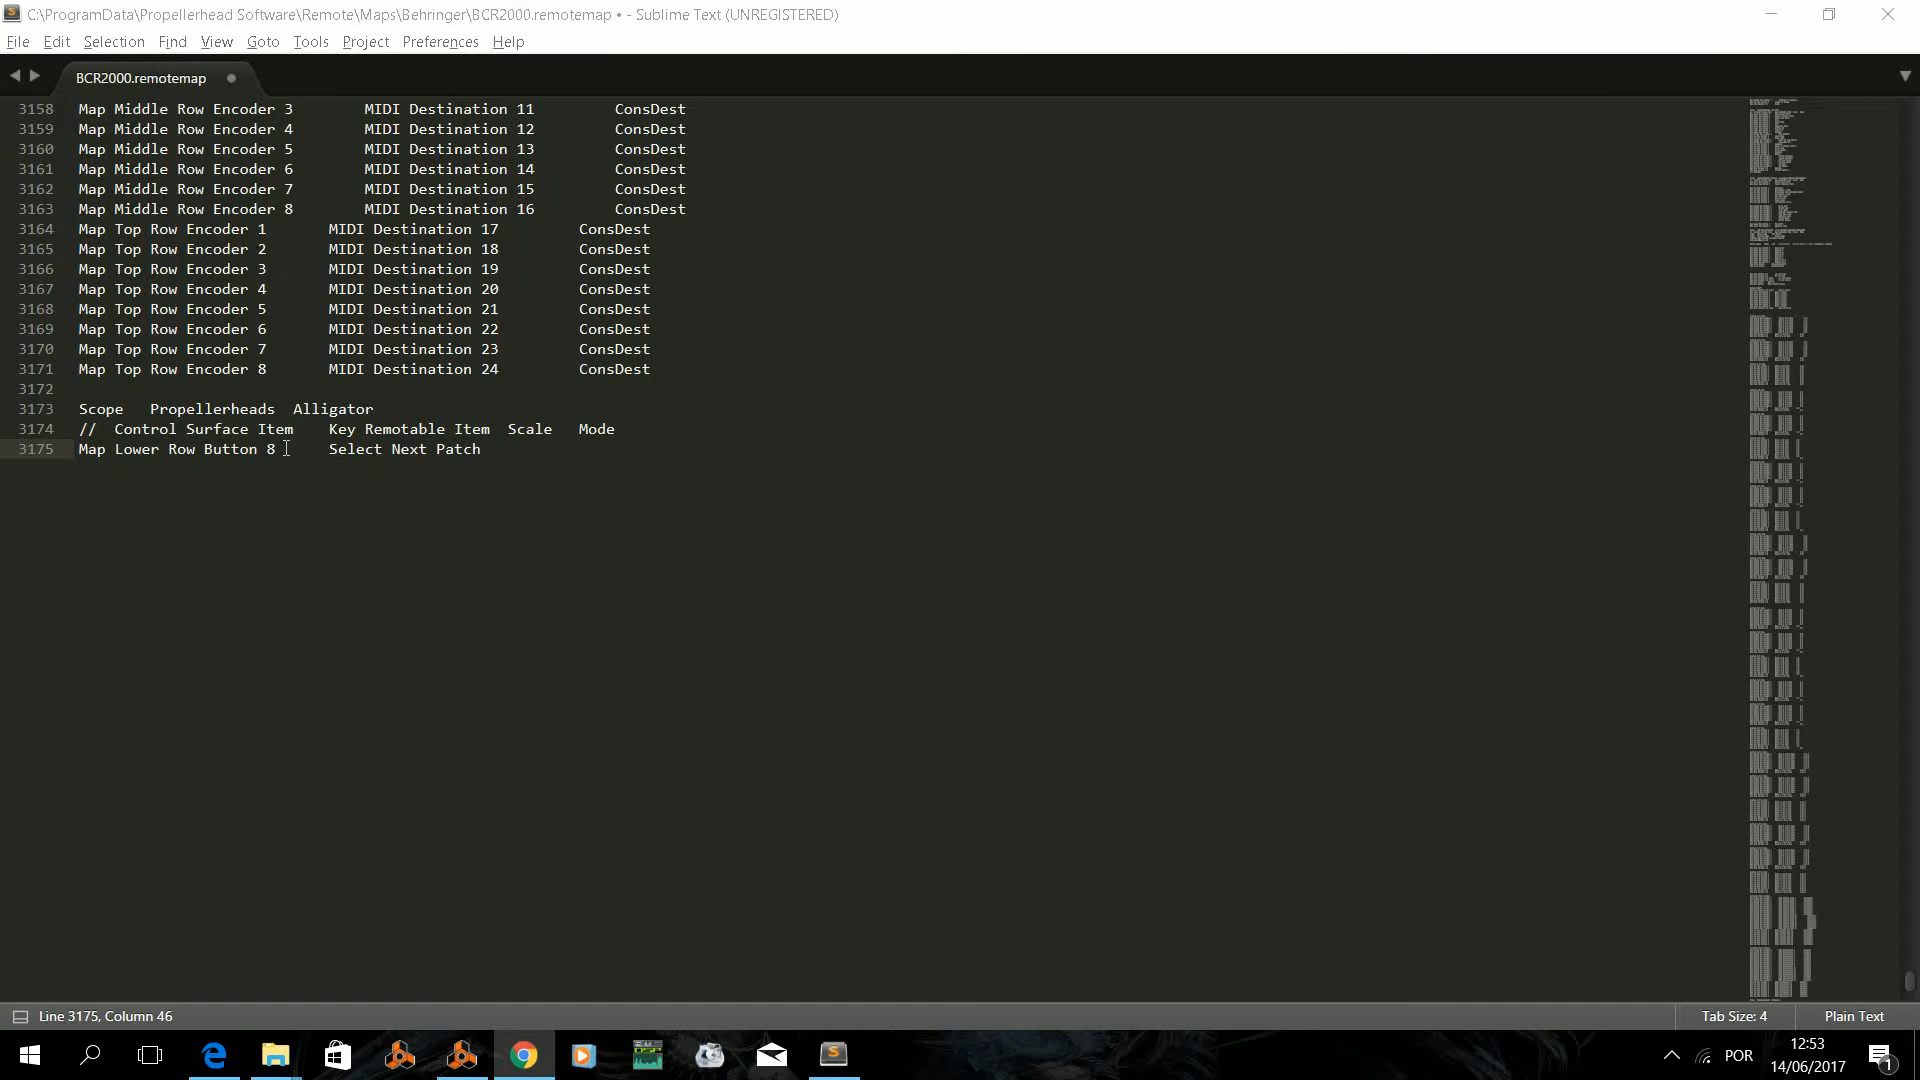 C:\ProgramData\Propellerhead Software\Remote\Maps\Behringer\BCR2000.remotemap • - Sublime Text (UNREGISTERED)
File Edit Selection Find View Goto Tools Project Preferences Help
BCR2000.remotemap
3158 Map Middle Row Encoder 3 MIDI Destination 11 ConsDest
3159 Map Middle Row Encoder 4 MIDI Destination 12 ConsDest
3160 Map Middle Row Encoder 5 MIDI Destination 13 ConsDest
3161 Map Middle Row Encoder 6 MIDI Destination 14 ConsDest
3162 Map Middle Row Encoder 7 MIDI Destination 15 ConsDest
3163 Map Middle Row Encoder 8 MIDI Destination 16 ConsDest
3164 Map Top Row Encoder 1 MIDI Destination 17 ConsDest
3165 Map Top Row Encoder 2 MIDI Destination 18 ConsDest
3166 Map Top Row Encoder 3 MIDI Destination 19 ConsDest
3167 Map Top Row Encoder 4 MIDI Destination 20 ConsDest
3168 Map Top Row Encoder 5 MIDI Destination 21 ConsDest
3169 Map Top Row Encoder 6 MIDI Destination 22 ConsDest
3170 Map Top Row Encoder 7 MIDI Destination 23 ConsDest
3171 Map Top Row Encoder 8 MIDI Destination 24 ConsDest
3172
3173 Scope Propellerheads Alligator
3174 // Control Surface Item Key Remotable Item Scale Mode
3175 Map Lower Row Button 8 Select Next Patch
Line 3175, Column 46 Tab Size: 4 Plain Text
POR 12:53
14/06/2017
1